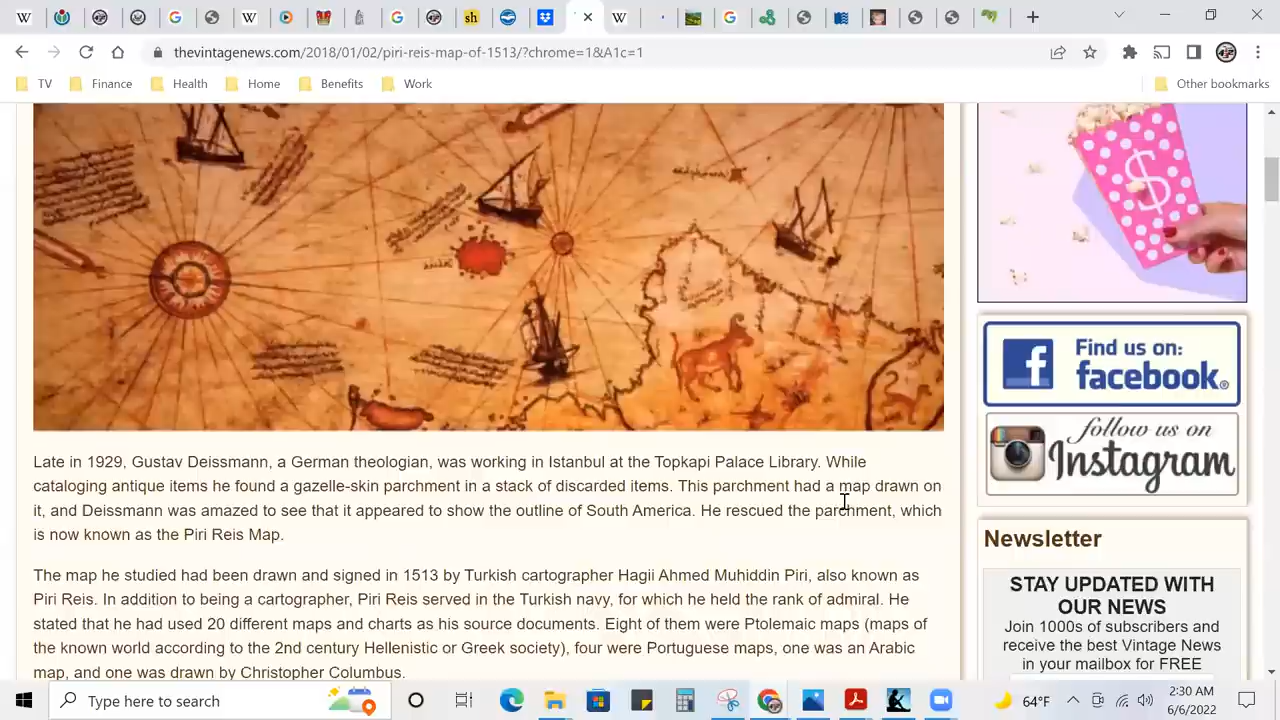 thevintagenews.com/2018/01/02/piri-reis-map-of-1513/?chrome=1&A1c=1
TV Finance Health Home Benefits Work Other bookmarks
$
Find us on:
facebook®
follow us on
Instagram
Late in 1929, Gustav Deissmann, a German theologian, was working in Istanbul at the Topkapi Palace Library. While
cataloging antique items he found a gazelle-skin parchment in a stack of discarded items. This parchment had a map drawn on
it, and Deissmann was amazed to see that it appeared to show the outline of South America. He rescued the parchment, which
is now known as the Piri Reis Map.
The map he studied had been drawn and signed in 1513 by Turkish cartographer Hagii Ahmed Muhiddin Piri, also known as
Piri Reis. In addition to being a cartographer, Piri Reis served in the Turkish navy, for which he held the rank of admiral. He
stated that he had used 20 different maps and charts as his source documents. Eight of them were Ptolemaic maps (maps of
the known world according to the 2nd century Hellenistic or Greek society), four were Portuguese maps, one was an Arabic
map, and one was drawn by Christopher Columbus.
Newsletter
STAY UPDATED WITH
OUR NEWS
Join 1000s of subscribers and
receive the best Vintage News
in your mailbox for FREE
Type here to search
64°F
2:30 AM
6/6/2022